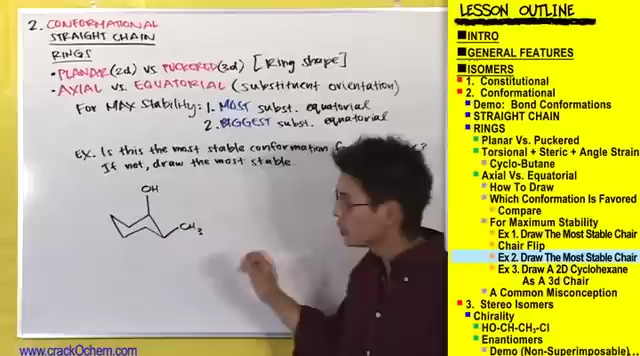 2. CONFORMATIONAL
STRAIGHT CHAIN
RINGS
• PLANAR (2d) vs PUCKERED (3d) [Ring shape]
• AXIAL vs. EQUATORIAL (substituent orientation)
For MAX Stability: 1. MOST subst. equatorial
2. BIGGEST subst. equatorial
EX. Is this the most stable conformation f ?
If not, draw the most stable.
OH
CH3
www.crackOchem.com
LESSON OUTLINE
INTRO
GENERAL FEATURES
ISOMERS
1. Constitutional
2. Conformational
Demo: Bond Conformations
STRAIGHT CHAIN
RINGS
Planar Vs. Puckered
Torsional + Steric + Angle Strain
Cyclo-Butane
Axial Vs. Equatorial
How To Draw
Which Conformation Is Favored
Compare
For Maximum Stability
Ex 1. Draw The Most Stable Chair
Chair Flip
Ex 2. Draw The Most Stable Chair
Ex 3. Draw A 2D Cyclohexane
As A 3d Chair
A Common Misconception
3. Stereo Isomers
Chirality
HO-CH-CH3-Cl
Enantiomers
Demo (Non-Superimposable)